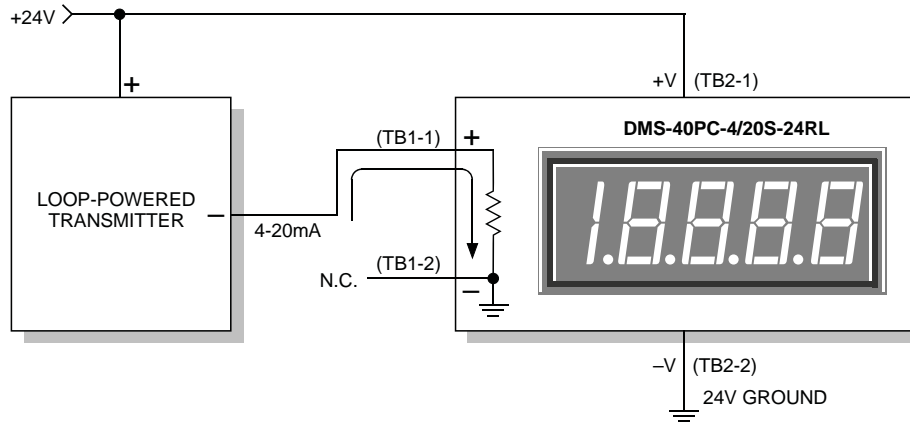 +24V
+
+V (TB2-1)
DMS-40PC-4/20S-24RL
(TB1-1) +
LOOP-POWERED
TRANSMITTER
–
4-20mA
1.8.8.8.8
(TB1-2)
N.C.
–
–V (TB2-2)
24V GROUND